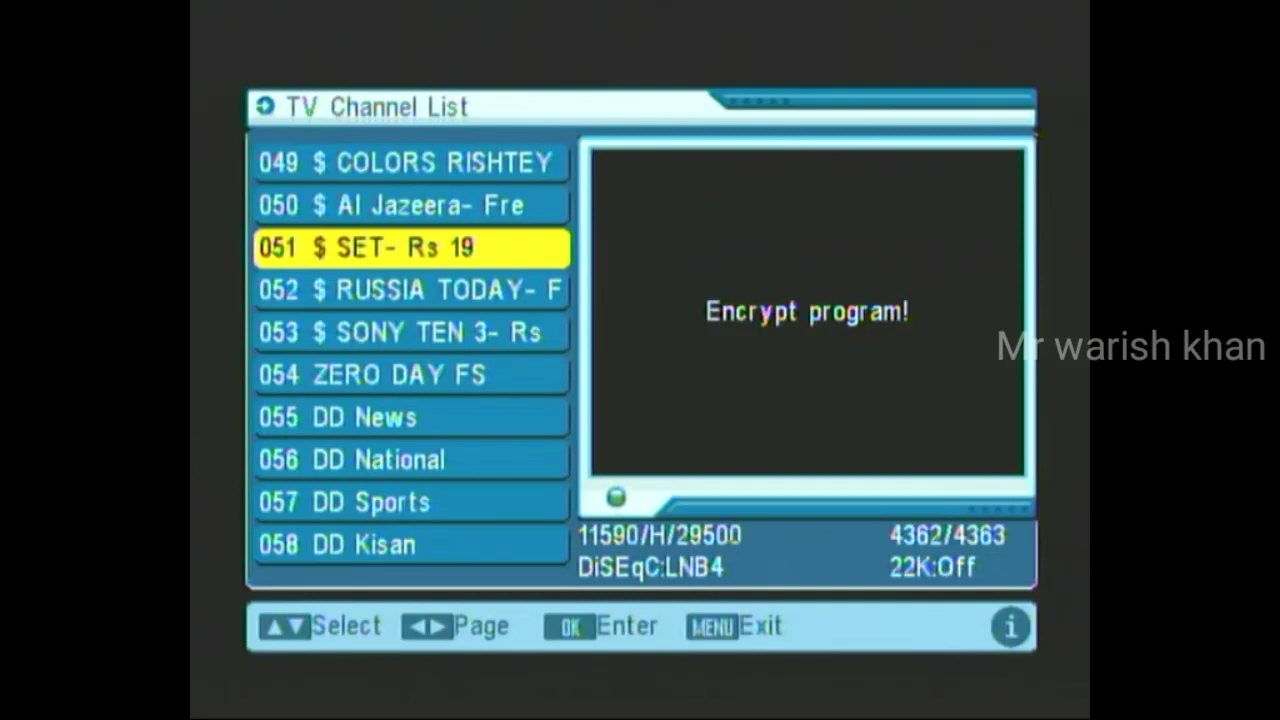 TV Channel List
049 $ COLORS RISHTEY
050 $ Al Jazeera- Fre
051 $ SET- Rs 19
052 $ RUSSIA TODAY- F
053 $ SONY TEN 3- Rs
054 ZERO DAY FS
055 DD News
056 DD National
057 DD Sports
058 DD Kisan
Encrypt program!
Mr warish khan
11590/H/29500 4362/4363
DiSEqC:LNB4 22K:Off
Select Page OK Enter MENU Exit i